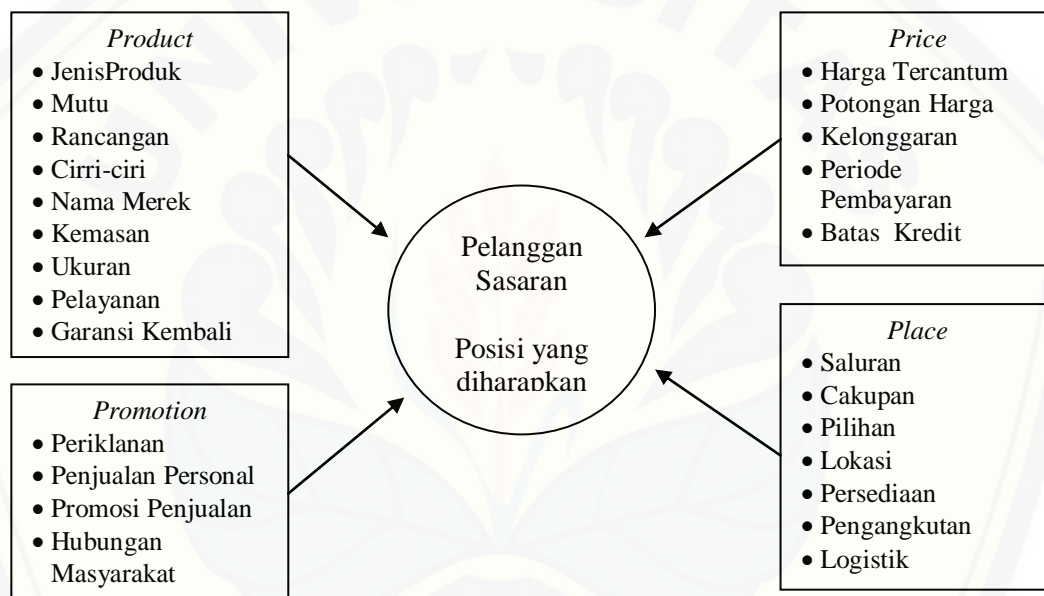 Product
• JenisProduk
• Mutu
• Rancangan
• Cirri-ciri
• Nama Merek
• Kemasan
• Ukuran
• Pelayanan
• Garansi Kembali
Promotion
• Periklanan
• Penjualan Personal
• Promosi Penjualan
• Hubungan
Masyarakat
Pelanggan
Sasaran
Posisi yang
diharapkan
Price
• Harga Tercantum
• Potongan Harga
• Kelonggaran
• Periode
Pembayaran
• Batas Kredit
Place
• Saluran
• Cakupan
• Pilihan
• Lokasi
• Persediaan
• Pengangkutan
• Logistik